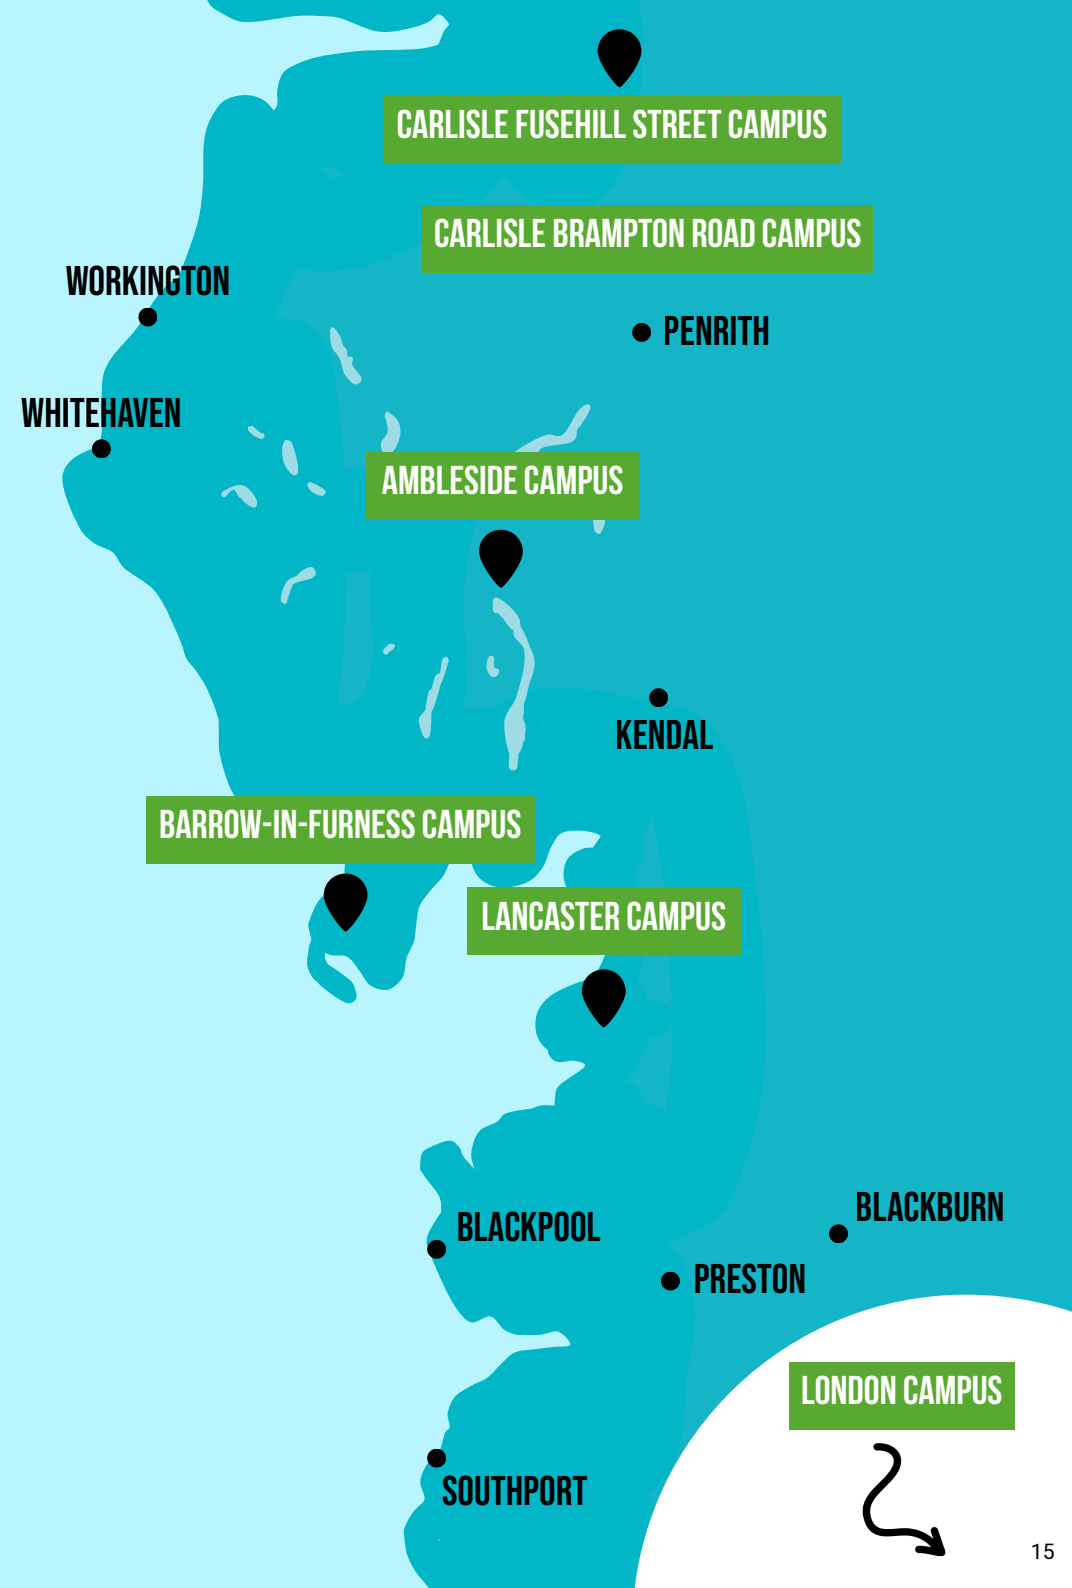 CARLISLE FUSEHILL STREET CAMPUS
CARLISLE BRAMPTON ROAD CAMPUS
WORKINGTON
PENRITH
WHITEHAVEN
AMBLESIDE CAMPUS
KENDAL
BARROW-IN-FURNESS CAMPUS
LANCASTER CAMPUS
BLACKBURN
BLACKPOOL
PRESTON
LONDON CAMPUS
SOUTHPORT
15